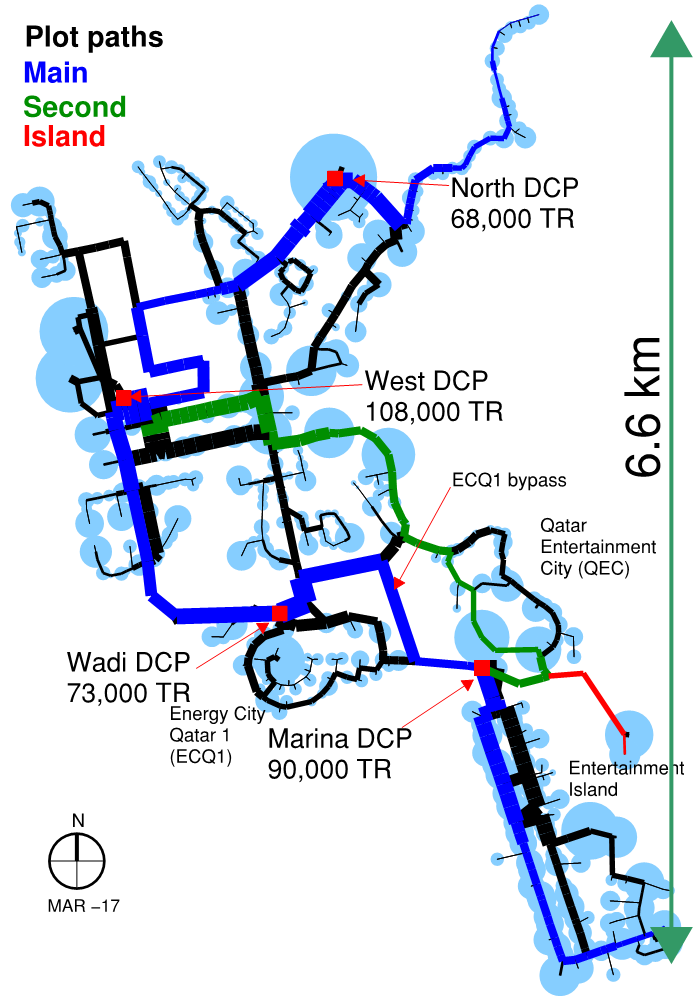 Plot paths
Main
Second
Island
North DCP
68,000 TR
West DCP
108,000 TR
6.6 km
ECQ1 bypass
Qatar
Entertainment
City (QEC)
Wadi DCP
73,000 TR
Energy City
Qatar 1
(ECQ1)
Marina DCP
90,000 TR
Entertainment
Island
N
MAR −17